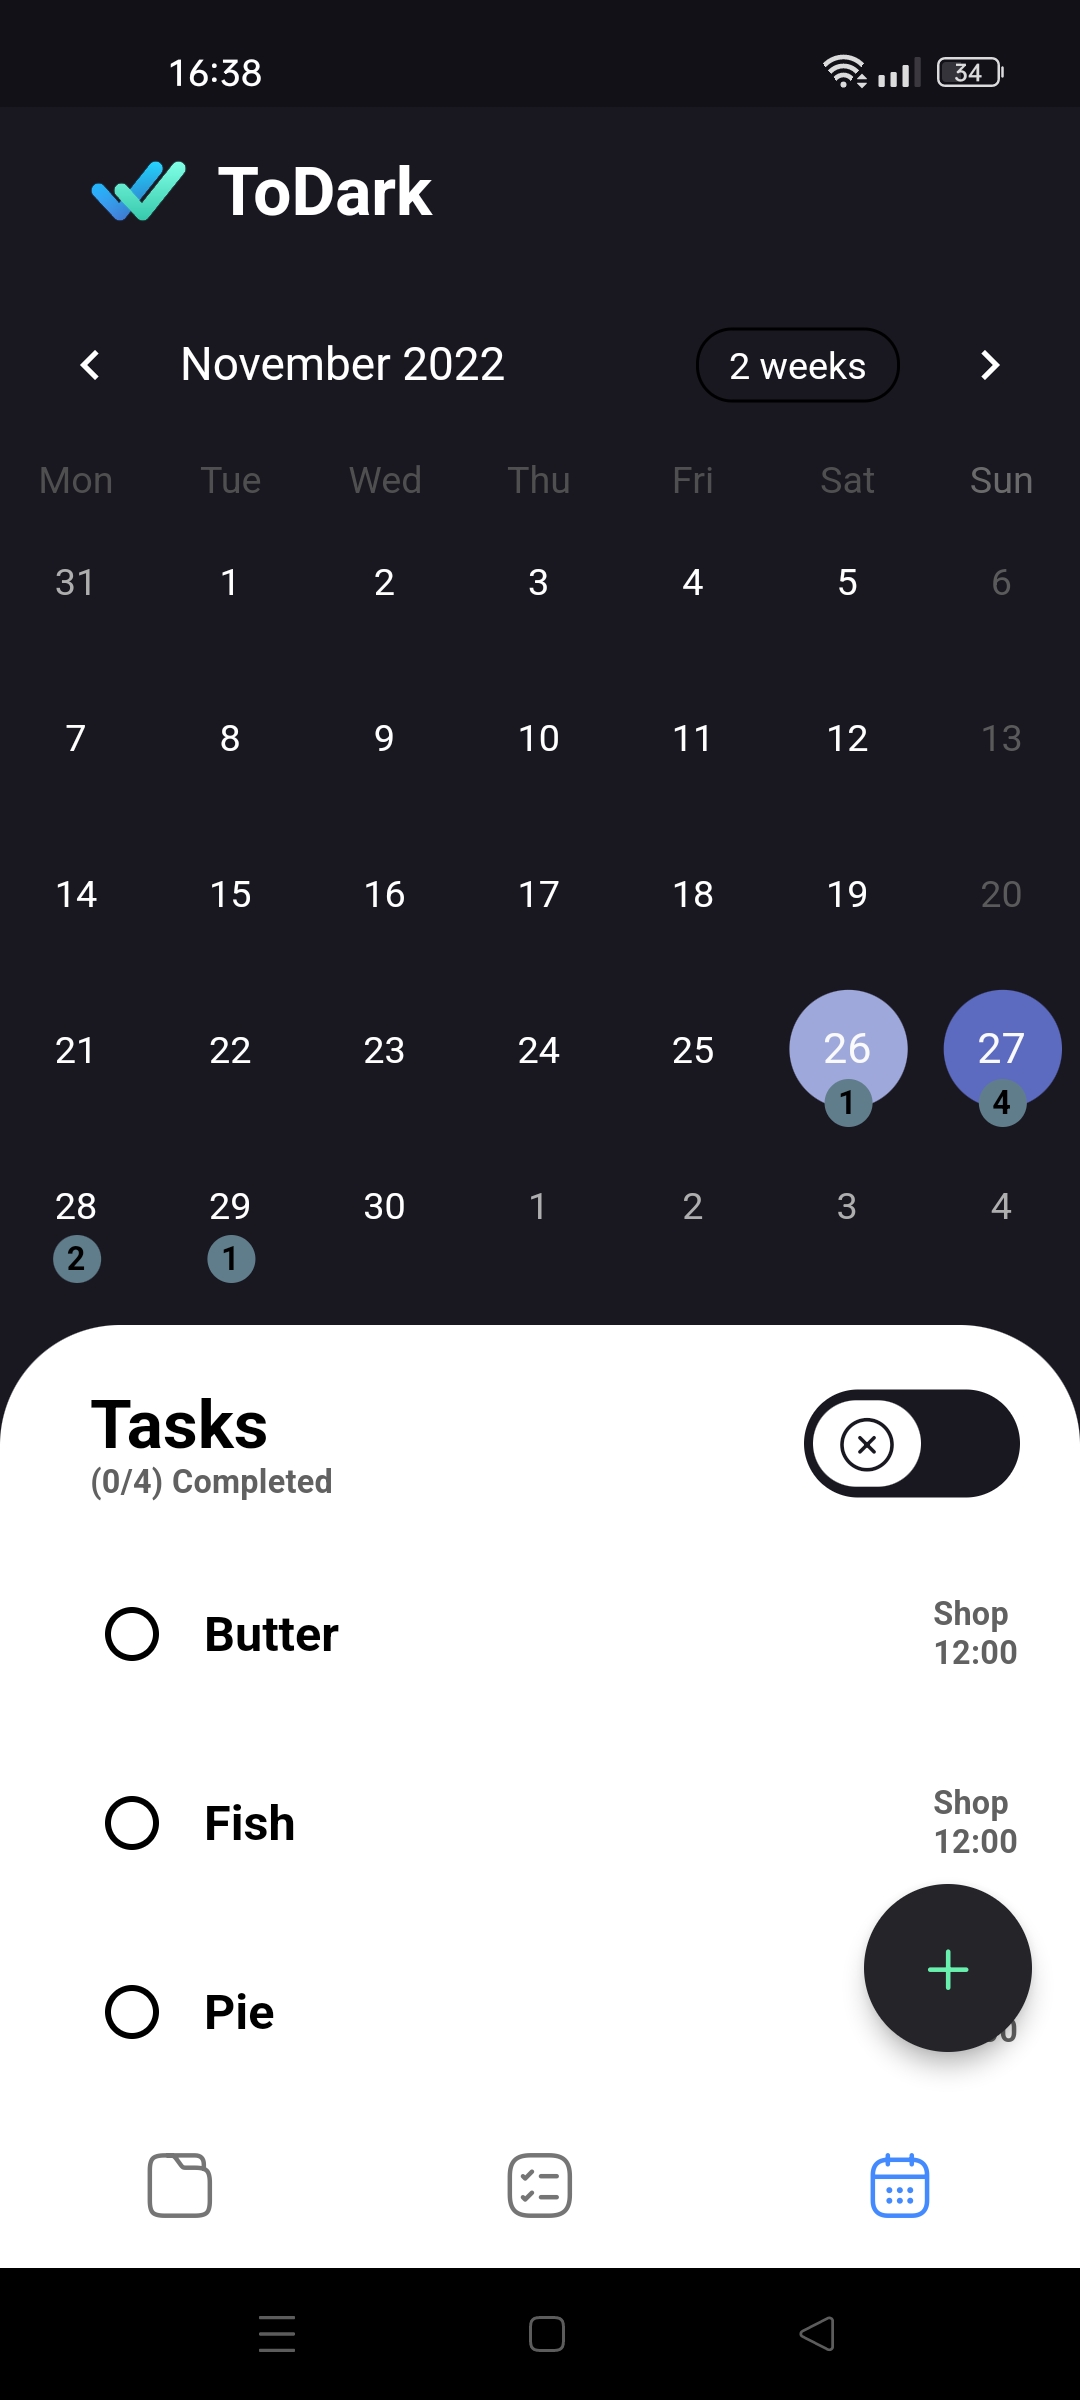 16:38
34
ToDark
November 2022
2 weeks
Mon Tue Wed Thu Fri Sat Sun
31 1 2 3 4 5 6
7 8 9 10 11 12 13
14 15 16 17 18 19 20
21 22 23 24 25 26 27
1 4
28 29 30 1 2 3 4
2 1
Tasks
(0/4) Completed
Butter
Shop
12:00
Fish
Shop
12:00
Pie